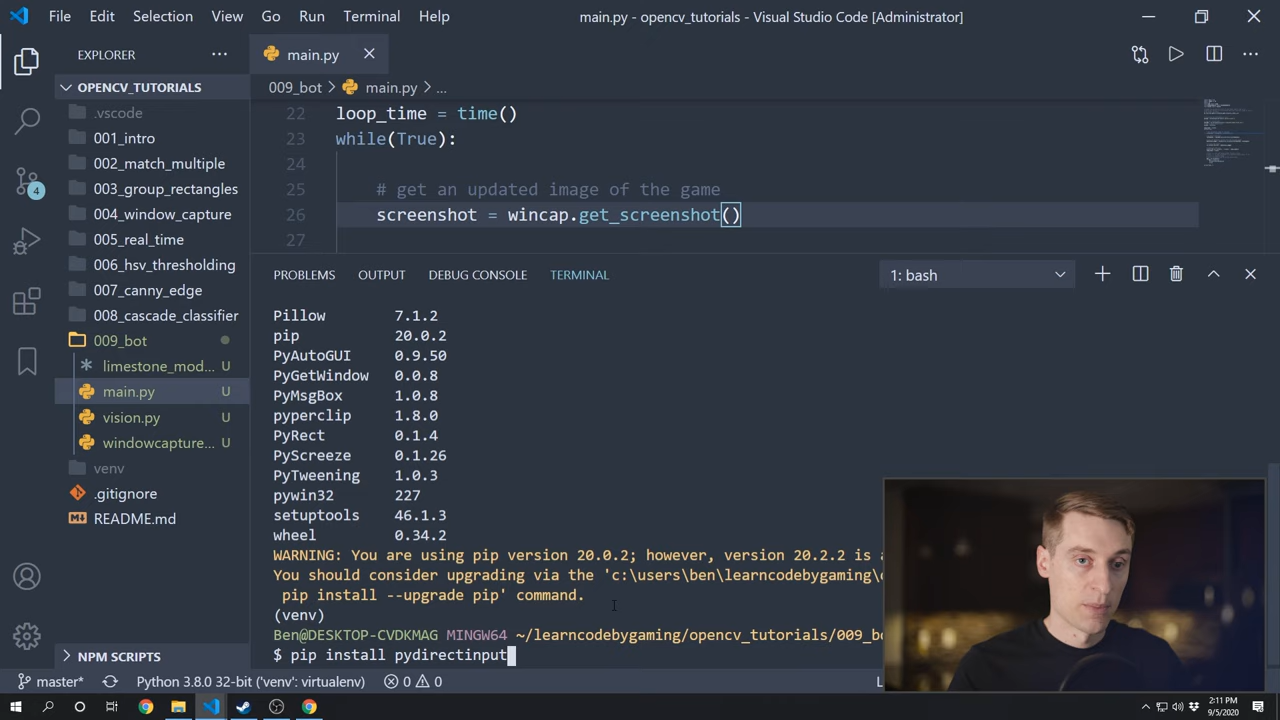 File Edit Selection View Go Run Terminal Help
main.py - opencv_tutorials - Visual Studio Code [Administrator]
EXPLORER
main.py
OPENCV_TUTORIALS
009_bot > main.py > ...
.vscode
001_intro
002_match_multiple
003_group_rectangles
004_window_capture
005_real_time
006_hsv_thresholding
007_canny_edge
008_cascade_classifier
009_bot
limestone_mod... U
main.py U
vision.py U
windowcapture... U
venv
.gitignore
README.md
NPM SCRIPTS
4
22 loop_time = time()
23 while(True):
24
25 # get an updated image of the game
26 screenshot = wincap.get_screenshot()
27
PROBLEMS OUTPUT DEBUG CONSOLE TERMINAL
1: bash
Pillow 7.1.2
pip 20.0.2
PyAutoGUI 0.9.50
PyGetWindow 0.0.8
PyMsgBox 1.0.8
pyperclip 1.8.0
PyRect 0.1.4
PyScreeze 0.1.26
PyTweening 1.0.3
pywin32 227
setuptools 46.1.3
wheel 0.34.2
WARNING: You are using pip version 20.0.2; however, version 20.2.2 is
You should consider upgrading via the 'c:\users\ben\learncodebygaming\
pip install --upgrade pip' command.
(venv)
Ben@DESKTOP-CVDKMAG MINGW64 ~/learncodebygaming/opencv_tutorials/009_bo
$ pip install pydirectinput
master* Python 3.8.0 32-bit ('venv': virtualenv) 0 0
2:11 PM
9/5/2020